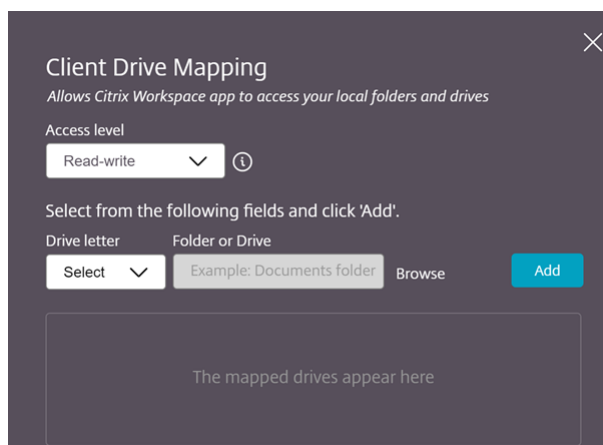 Client Drive Mapping
Allows Citrix Workspace app to access your local folders and drives
Access level
Read-write
Select from the following fields and click 'Add'.
Drive letter Folder or Drive
Select Example: Documents folder Browse Add
The mapped drives appear here